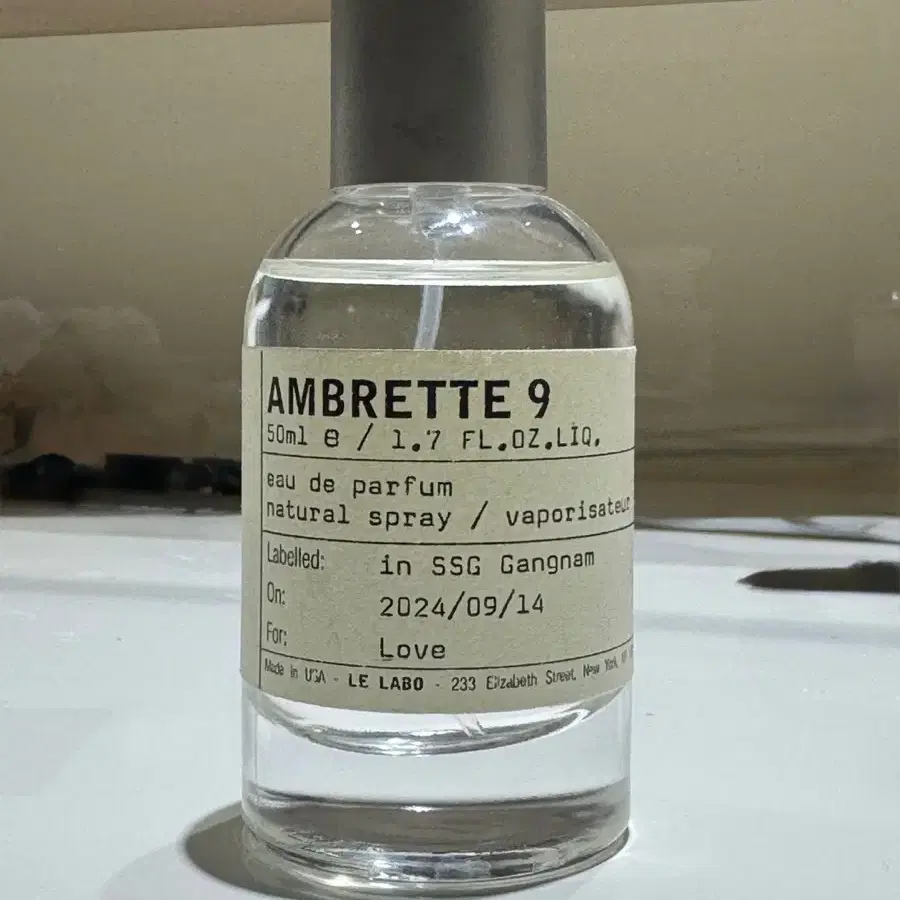 AMBRETTE 9
50ml e / 1.7 FL.OZ.LIQ.
eau de parfum
natural spray / vaporisateur
Labelled: in SSG Gangnam
On: 2024/09/14
For: Love
Made in USA - LE LABO - 233 Elizabeth Street, New York,